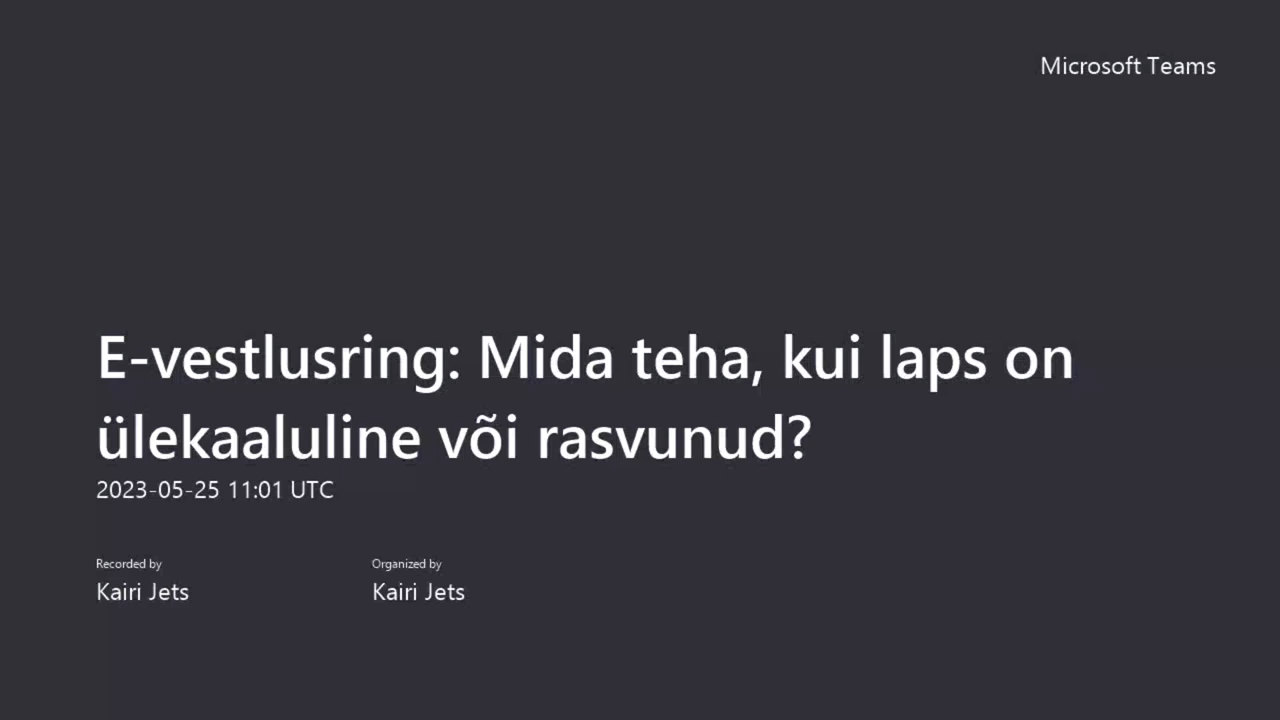 Microsoft Teams
E-vestlusring: Mida teha, kui laps on
ülekaaluline või rasvunud?
2023-05-25 11:01 UTC
Recorded by
Kairi Jets
Organized by
Kairi Jets